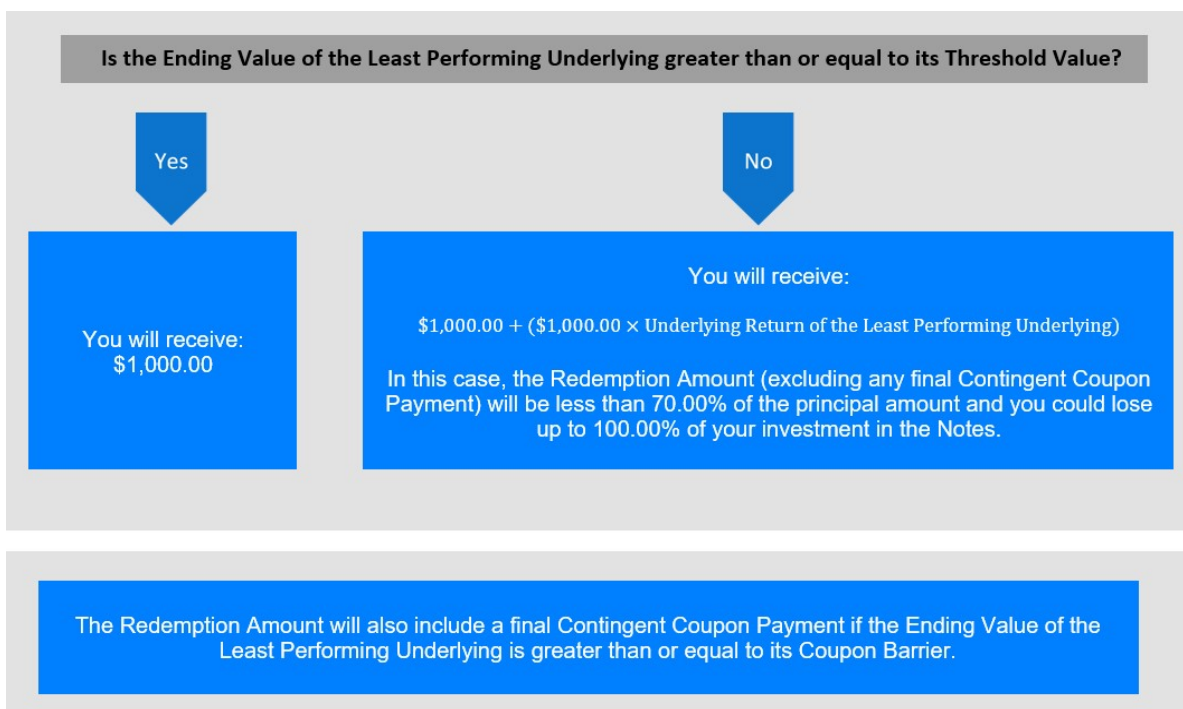 Is the Ending Value of the Least Performing Underlying greater than or equal to its Threshold Value?
Yes
No
You will receive:
$1,000.00
You will receive:
$1,000.00 + ($1,000.00 × Underlying Return of the Least Performing Underlying)
In this case, the Redemption Amount (excluding any final Contingent Coupon
Payment) will be less than 70.00% of the principal amount and you could lose
up to 100.00% of your investment in the Notes.
The Redemption Amount will also include a final Contingent Coupon Payment if the Ending Value of the
Least Performing Underlying is greater than or equal to its Coupon Barrier.